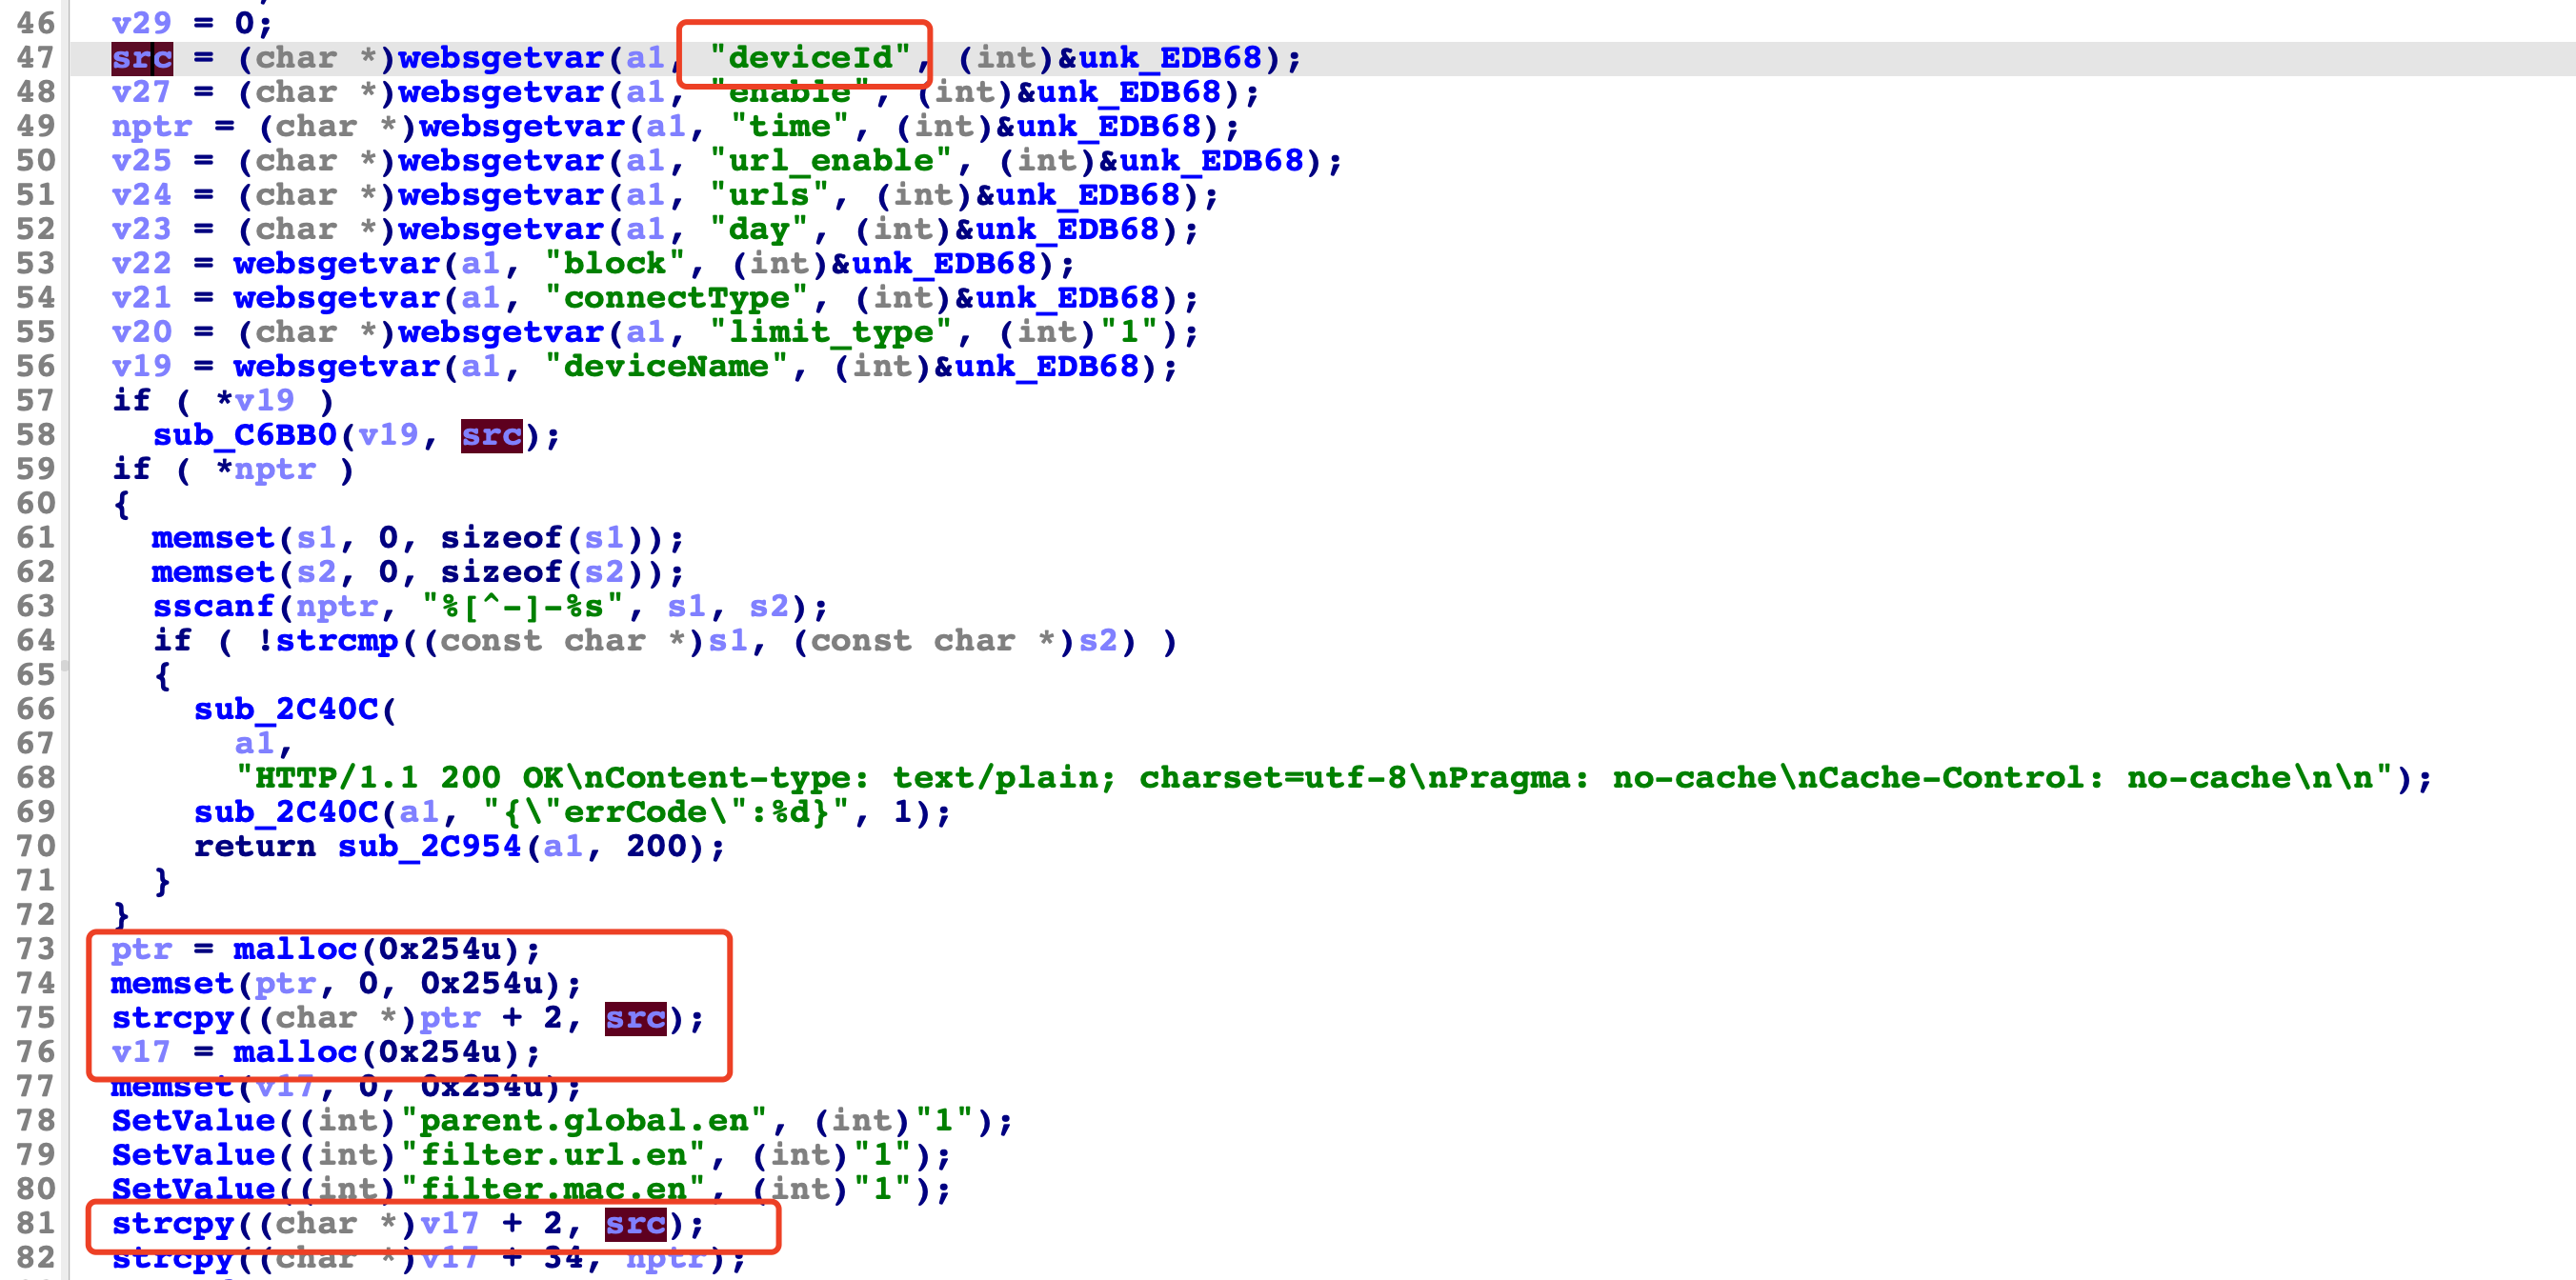 46 v29 = 0;
47 src = (char *)websgetvar(a1, "deviceId", (int)&unk_EDB68);
48 v27 = (char *)websgetvar(a1, "enable", (int)&unk_EDB68);
49 nptr = (char *)websgetvar(a1, "time", (int)&unk_EDB68);
50 v25 = (char *)websgetvar(a1, "url_enable", (int)&unk_EDB68);
51 v24 = (char *)websgetvar(a1, "urls", (int)&unk_EDB68);
52 v23 = (char *)websgetvar(a1, "day", (int)&unk_EDB68);
53 v22 = websgetvar(a1, "block", (int)&unk_EDB68);
54 v21 = websgetvar(a1, "connectType", (int)&unk_EDB68);
55 v20 = (char *)websgetvar(a1, "limit_type", (int)"1");
56 v19 = websgetvar(a1, "deviceName", (int)&unk_EDB68);
57 if ( *v19 )
58 sub_C6BB0(v19, src);
59 if ( *nptr )
60 {
61 memset(s1, 0, sizeof(s1));
62 memset(s2, 0, sizeof(s2));
63 sscanf(nptr, "%[^-]-%s", s1, s2);
64 if ( !strcmp((const char *)s1, (const char *)s2) )
65 {
66 sub_2C40C(
67 a1,
68 "HTTP/1.1 200 OK\nContent-type: text/plain; charset=utf-8\nPragma: no-cache\nCache-Control: no-cache\n\n");
69 sub_2C40C(a1, "{\"errCode\":%d}", 1);
70 return sub_2C954(a1, 200);
71 }
72 }
73 ptr = malloc(0x254u);
74 memset(ptr, 0, 0x254u);
75 strcpy((char *)ptr + 2, src);
76 v17 = malloc(0x254u);
77 memset(v17, 0, 0x254u);
78 SetValue((int)"parent.global.en", (int)"1");
79 SetValue((int)"filter.url.en", (int)"1");
80 SetValue((int)"filter.mac.en", (int)"1");
81 strcpy((char *)v17 + 2, src);
82 strcpy((char *)v17 + 34, nptr);